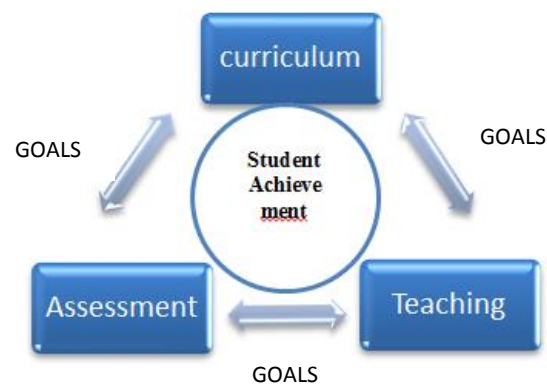 curriculum
GOALS
GOALS
Student
Achieve
ment
Assessment
Teaching
GOALS